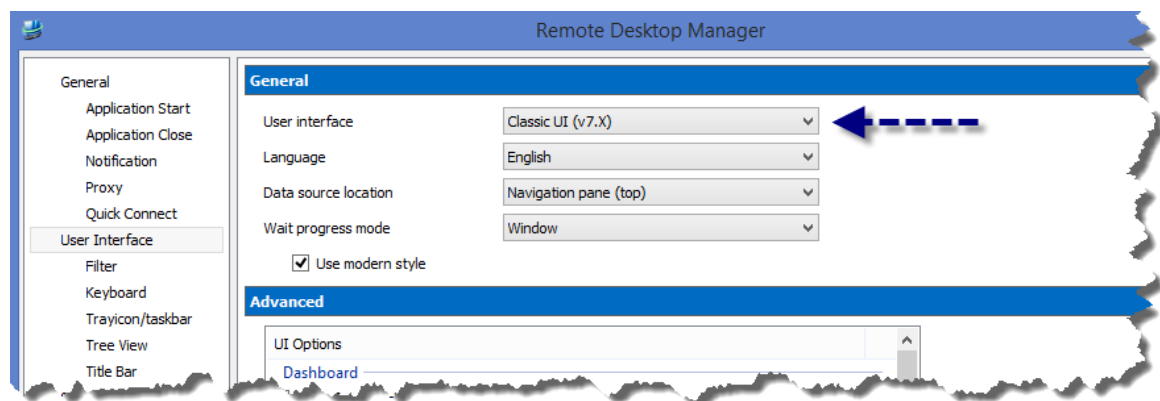 Remote Desktop Manager
General
Application Start
Application Close
Notification
Proxy
Quick Connect
User Interface
Filter
Keyboard
Trayicon/taskbar
Tree View
Title Bar
General
User interface Classic UI (v7.X)
Language English
Data source location Navigation pane (top)
Wait progress mode Window
Use modern style
Advanced
UI Options
Dashboard